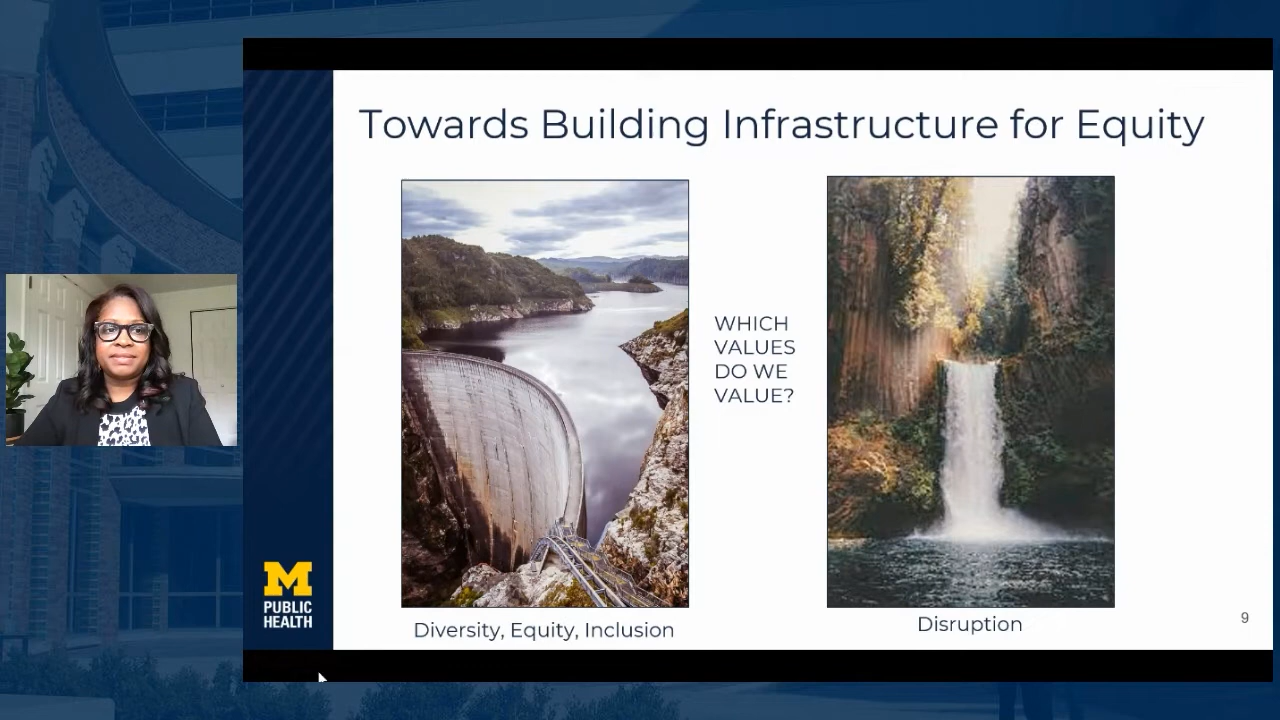 Towards Building Infrastructure for Equity
WHICH
VALUES
DO WE
VALUE?
Diversity, Equity, Inclusion
Disruption
9
M
PUBLIC
HEALTH